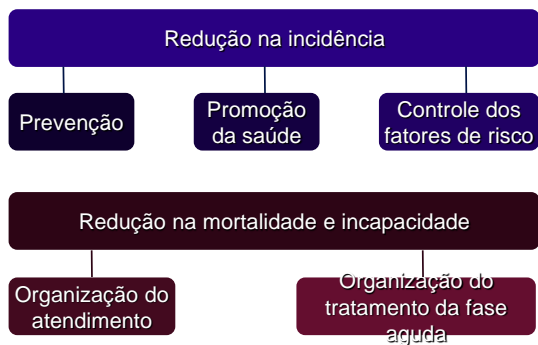 Redução na incidência
Prevenção
Promoção
da saúde
Controle dos
fatores de risco
Redução na mortalidade e incapacidade
Organização do
atendimento
Organização do
tratamento da fase
aguda